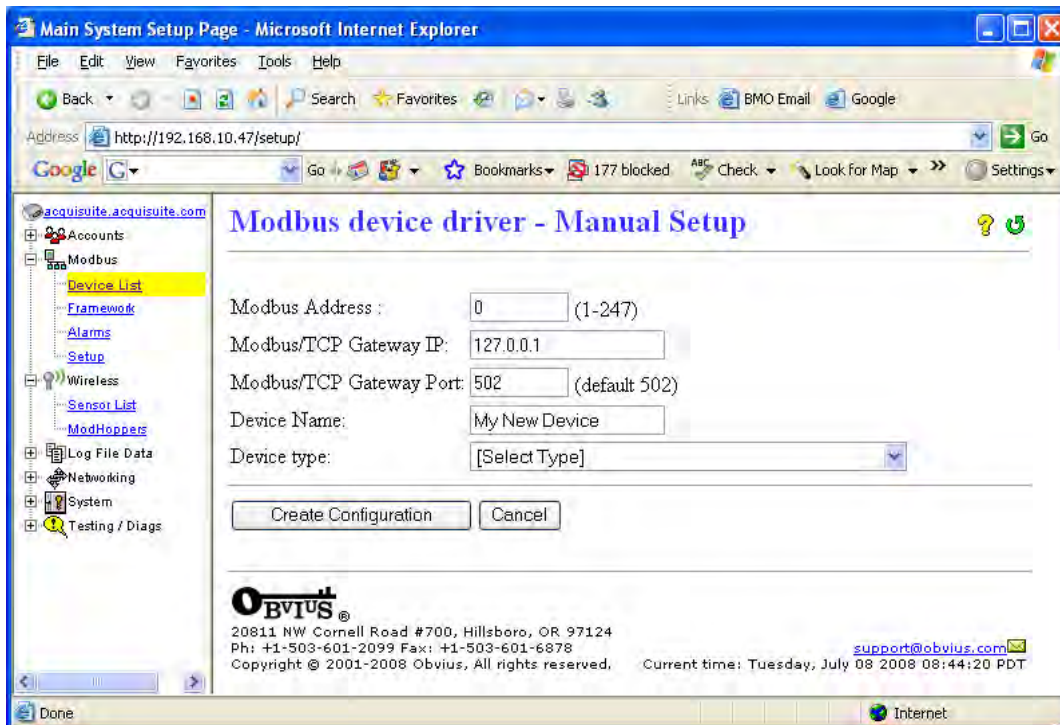 Main System Setup Page - Microsoft Internet Explorer
File Edit View Favorites Tools Help
Back Search Favorites Links BMO Email Google
Address http://192.168.10.47/setup/ Go
Google G Go Bookmarks 177 blocked ABC Check Look for Map >> Settings
acquisuite.acquisuite.com
Accounts
Modbus
Device List
Framework
Alarms
Setup
Wireless
Sensor List
ModHoppers
Log File Data
Networking
System
Testing / Diags
Modbus device driver - Manual Setup
Modbus Address : 0 (1-247)
Modbus/TCP Gateway IP: 127.0.0.1
Modbus/TCP Gateway Port: 502 (default 502)
Device Name: My New Device
Device type: [Select Type]
Create Configuration Cancel
OBVIUS ®
20811 NW Cornell Road #700, Hillsboro, OR 97124
Ph: +1-503-601-2099 Fax: +1-503-601-6878
Copyright © 2001-2008 Obvius, All rights reserved.
support@obvius.com
Current time: Tuesday, July 08 2008 08:44:20 PDT
Done Internet